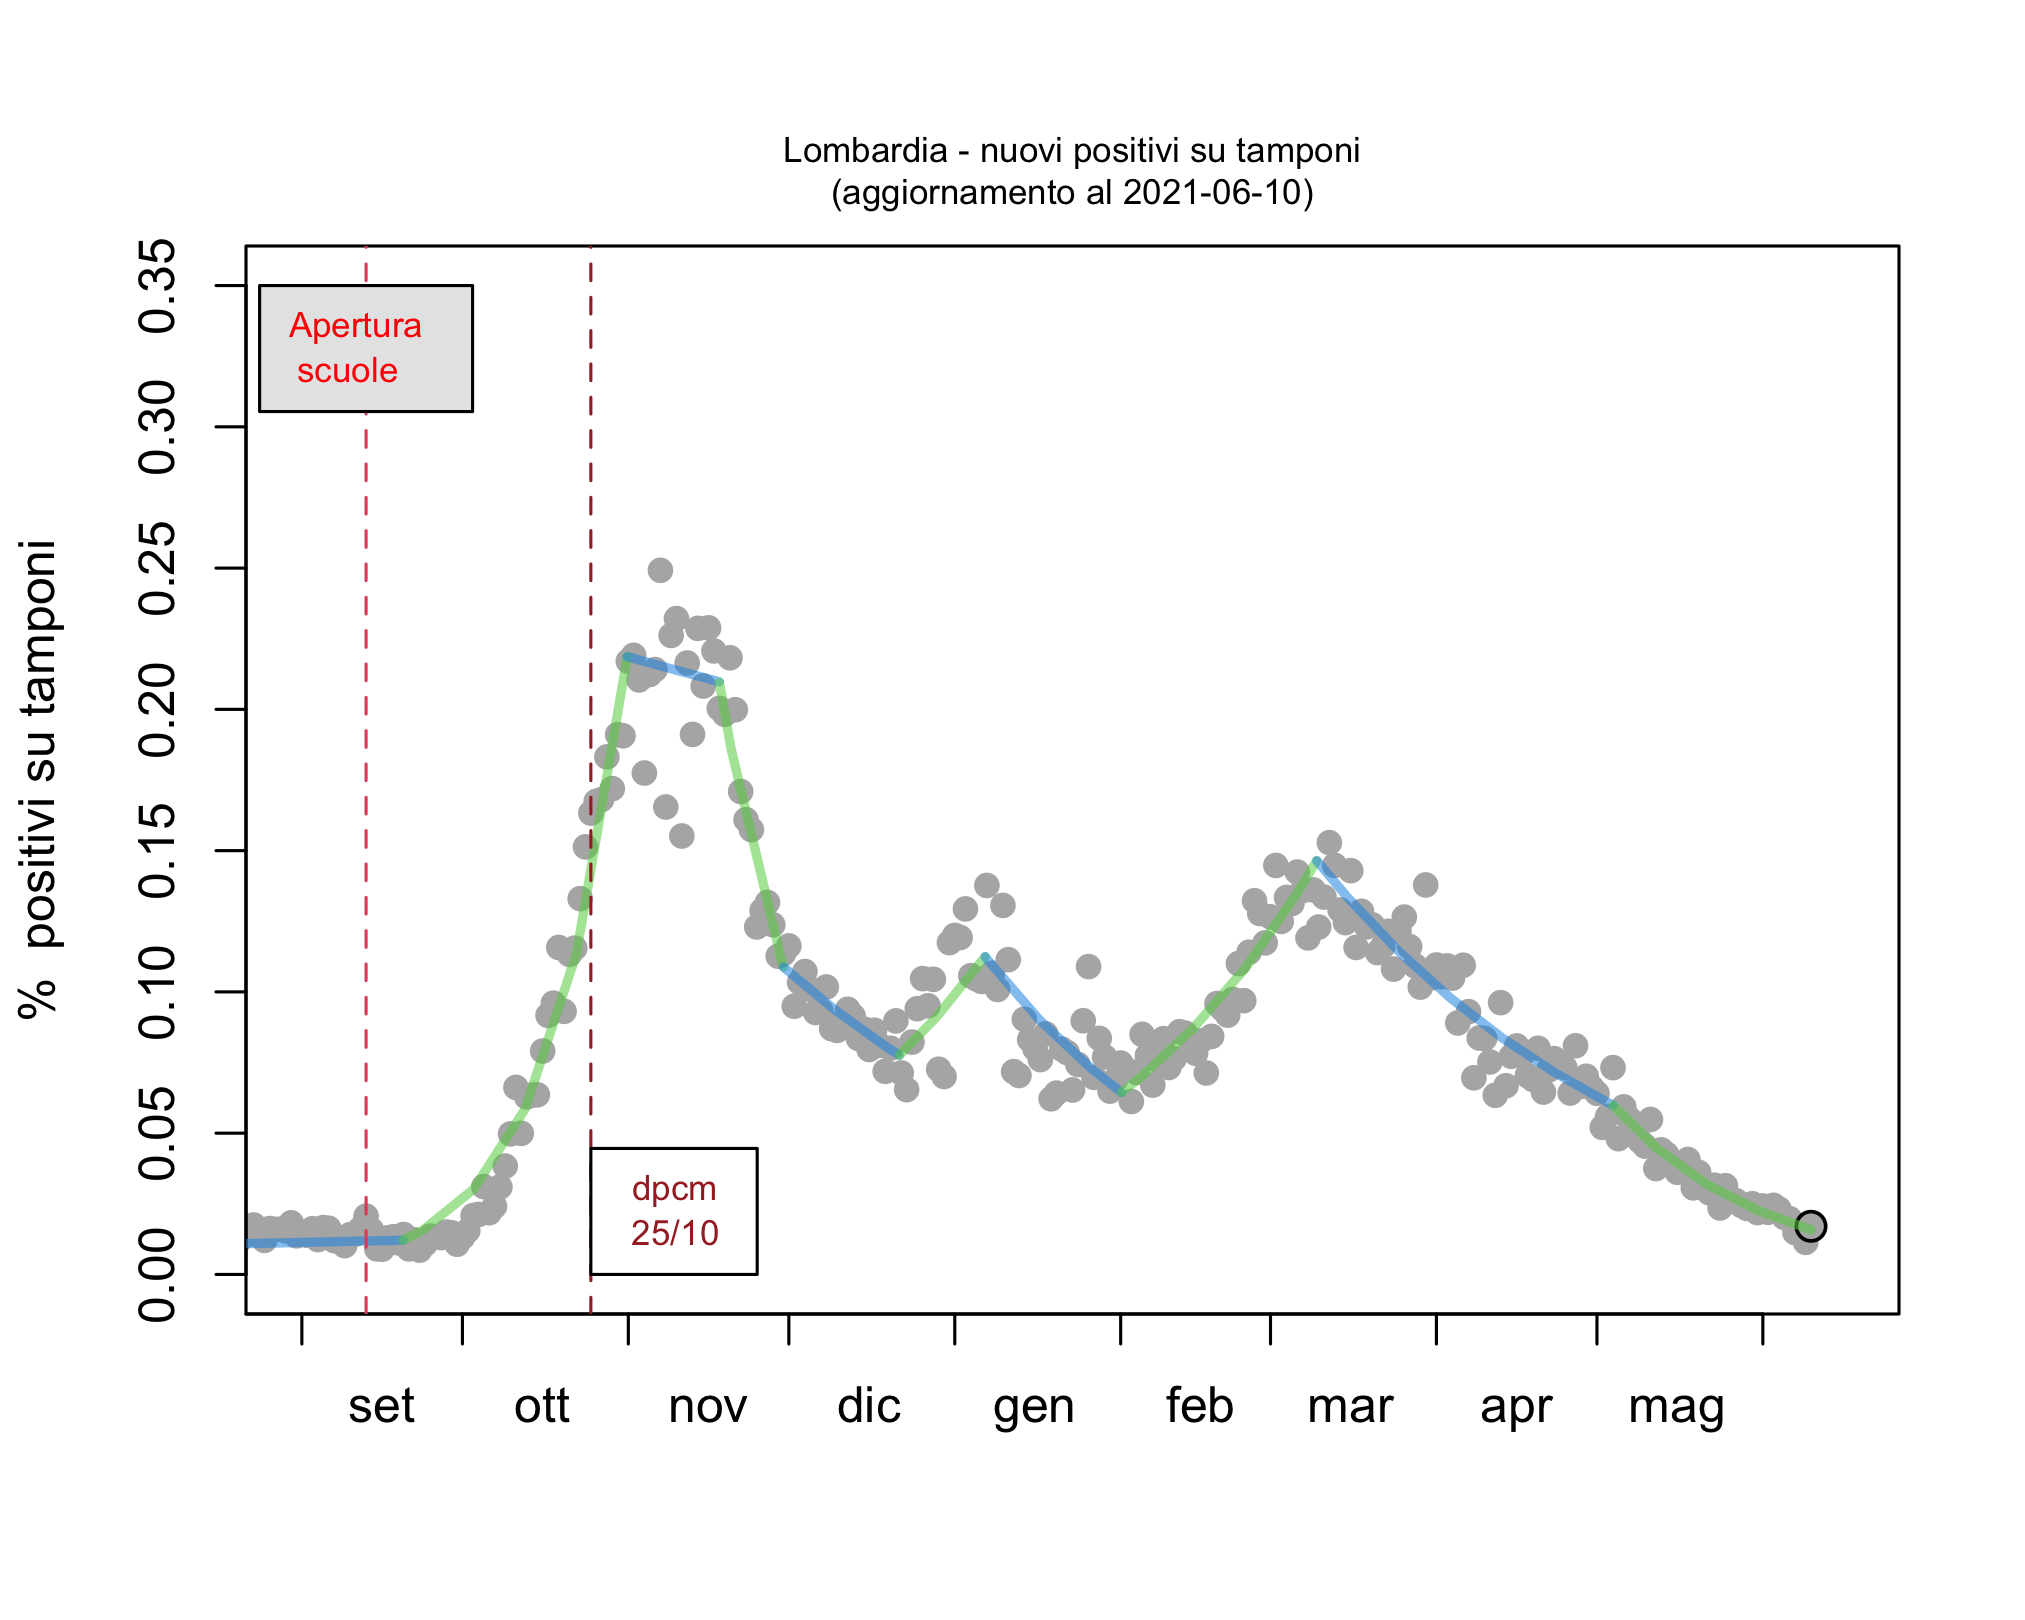 Lombardia - nuovi positivi su tamponi
(aggiornamento al 2021-06-10)
% positivi su tamponi
0.35
0.30
0.25
0.20
0.15
0.10
0.05
0.00
Apertura
scuole
dpcm
25/10
set ott nov dic gen feb mar apr mag